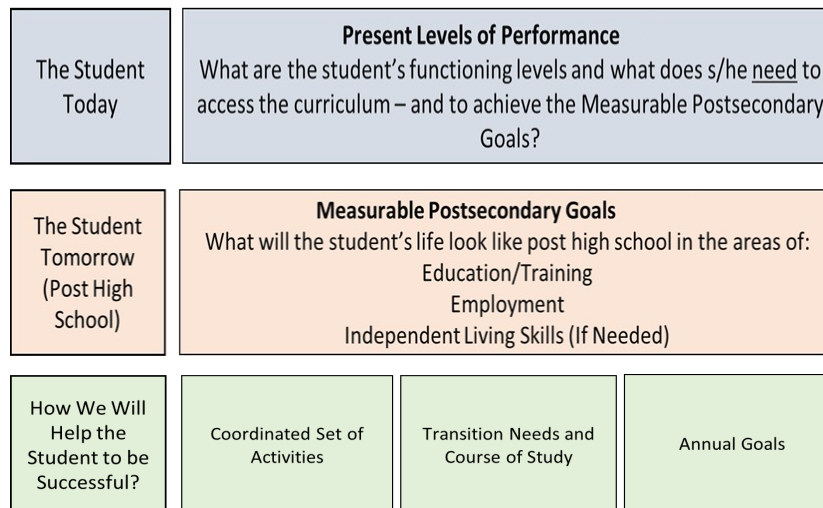 The Student
Today
Present Levels of Performance
What are the student's functioning levels and what does s/he need to
access the curriculum – and to achieve the Measurable Postsecondary
Goals?
The Student
Tomorrow
(Post High
School)
Measurable Postsecondary Goals
What will the student's life look like post high school in the areas of:
Education/Training
Employment
Independent Living Skills (If Needed)
How We Will
Help the
Student to be
Successful?
Coordinated Set of
Activities
Transition Needs and
Course of Study
Annual Goals